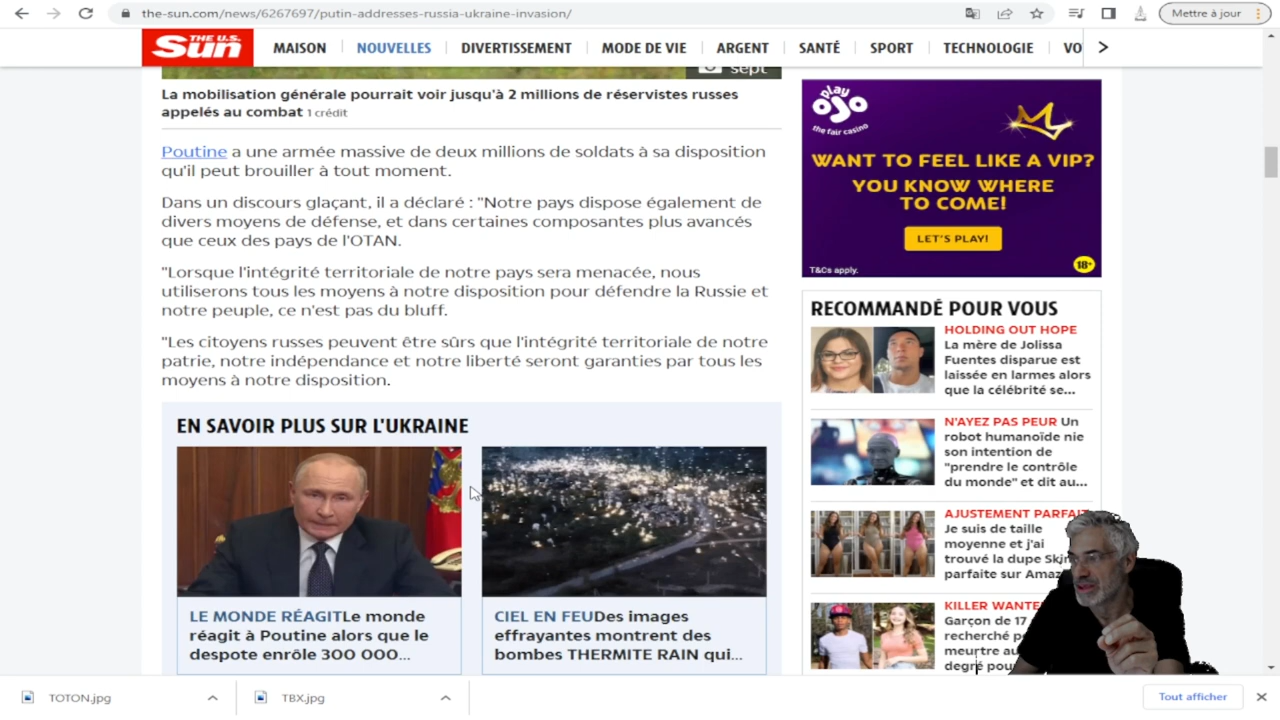 the-sun.com/news/6267697/putin-addresses-russia-ukraine-invasion/
Mettre à jour
THE U.S. Sun
MAISON
NOUVELLES
DIVERTISSEMENT
MODE DE VIE
ARGENT
SANTÉ
SPORT
TECHNOLOGIE
VO
sept
La mobilisation générale pourrait voir jusqu'à 2 millions de réservistes russes
appelés au combat 1 crédit
Poutine a une armée massive de deux millions de soldats à sa disposition
qu'il peut brouiller à tout moment.
Dans un discours glaçant, il a déclaré : "Notre pays dispose également de
divers moyens de défense, et dans certaines composantes plus avancés
que ceux des pays de l'OTAN.
"Lorsque l'intégrité territoriale de notre pays sera menacée, nous
utiliserons tous les moyens à notre disposition pour défendre la Russie et
notre peuple, ce n'est pas du bluff.
"Les citoyens russes peuvent être sûrs que l'intégrité territoriale de notre
patrie, notre indépendance et notre liberté seront garanties par tous les
moyens à notre disposition.
EN SAVOIR PLUS SUR L'UKRAINE
LE MONDE RÉAGITLe monde
réagit à Poutine alors que le
despote enrôle 300 000...
CIEL EN FEUDes images
effrayantes montrent des
bombes THERMITE RAIN qui...
play
OJO
the fair casino
WANT TO FEEL LIKE A VIP?
YOU KNOW WHERE
TO COME!
LET'S PLAY!
T&Cs apply.
18+
RECOMMANDÉ POUR VOUS
HOLDING OUT HOPE
La mère de Jolissa
Fuentes disparue est
laissée en larmes alors
que la célébrité se...
N'AYEZ PAS PEUR Un
robot humanoïde nie
son intention de
"prendre le contrôle
du monde" et dit au...
AJUSTEMENT PARFAIT
Je suis de taille
moyenne et j'ai
trouvé la dupe
parfaite sur
KILLER
Garçon de 17
recherché
meurtre
TOTON.jpg
TBX.jpg
Tout afficher